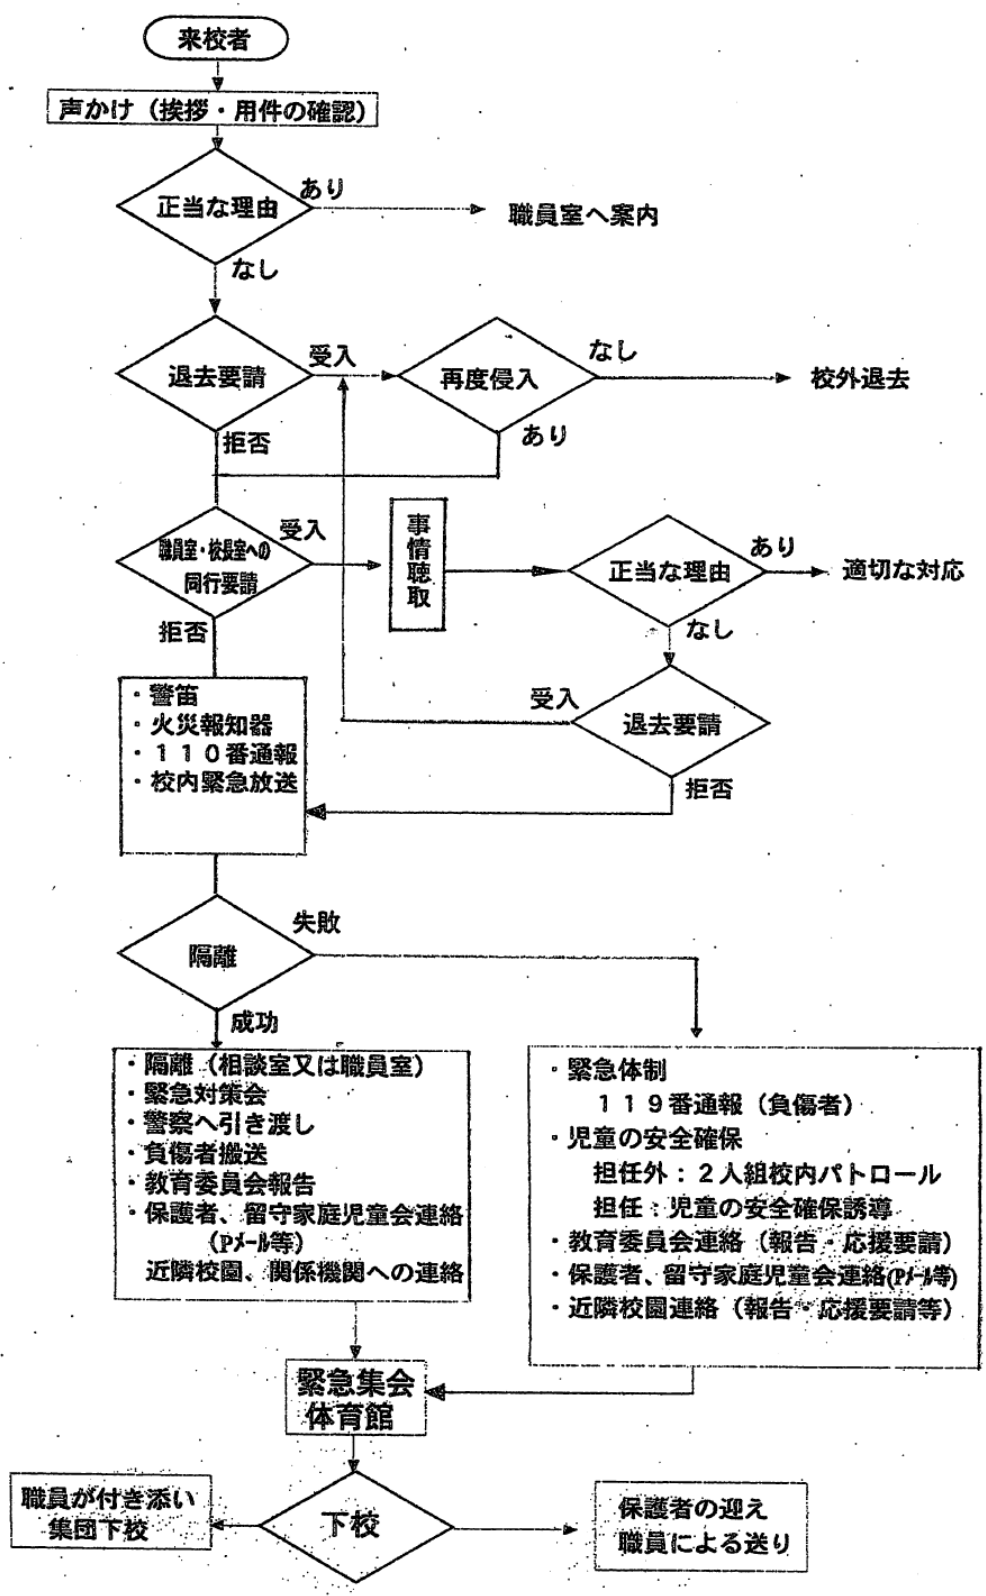 来校者
声かけ（挨拶・用件の確認）
正当な理由
あり
職員室へ案内
なし
退去要請
受入
再度侵入
なし
校外退去
拒否
あり
職員室・校長室への
同行要請
受入
事情聴取
正当な理由
あり
適切な対応
拒否
なし
・警笛
・火災報知器
・１１０番通報
・校内緊急放送
受入
退去要請
拒否
隔離
失敗
成功
・隔離（相談室又は職員室）
・緊急対策会
・警察へ引き渡し
・負傷者搬送
・教育委員会報告
・保護者、留守家庭児童会連絡
（Pﾒｰﾙ等）
近隣校園、関係機関への連絡
・緊急体制
１１９番通報（負傷者）
・児童の安全確保
担任外：２人組校内パトロール
担任：児童の安全確保誘導
・教育委員会連絡（報告・応援要請）
・保護者、留守家庭児童会連絡(Pﾒｰﾙ等)
・近隣校園連絡（報告・応援要請等）
緊急集会
体育館
下校
職員が付き添い
集団下校
保護者の迎え
職員による送り